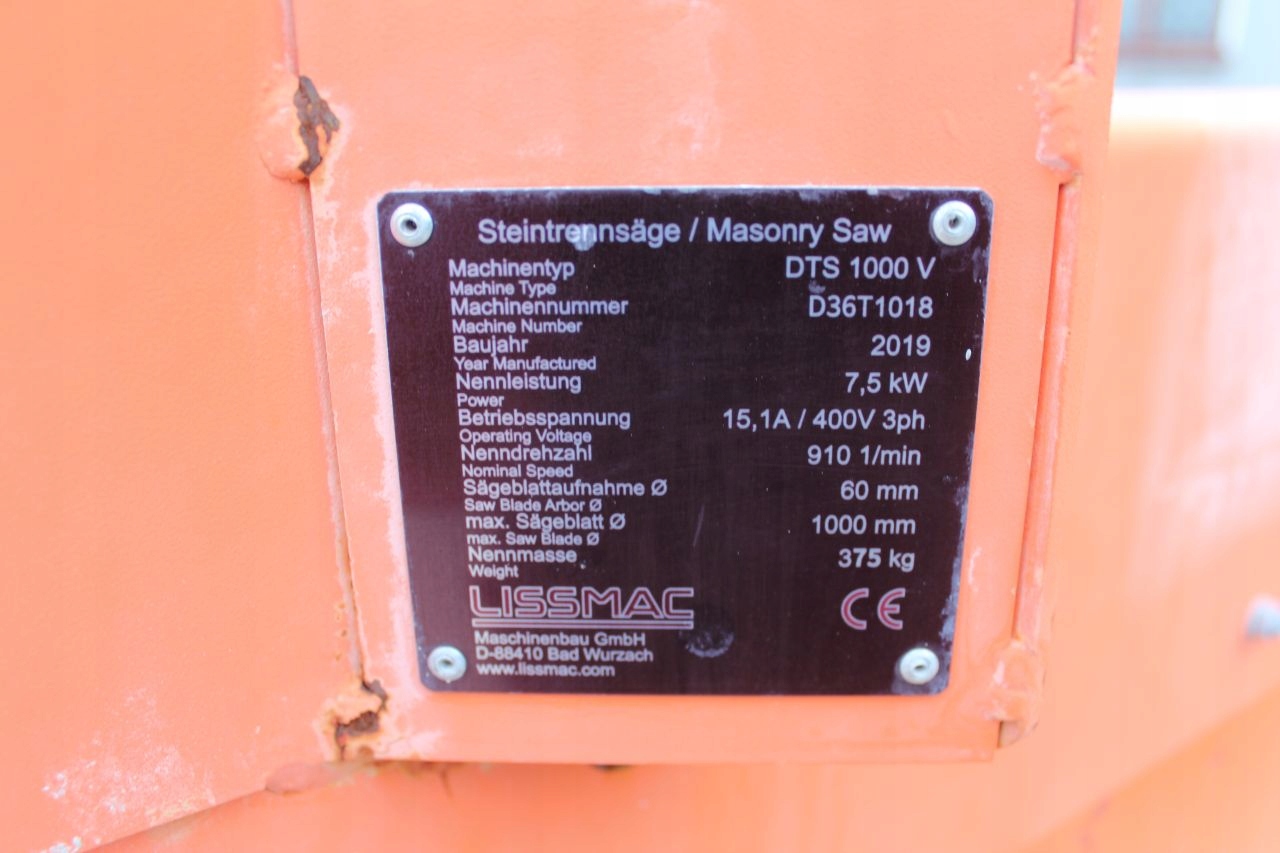 Steintrennsäge / Masonry Saw
Machinentyp DTS 1000 V
Machine Type
Machinennummer D36T1018
Machine Number
Baujahr 2019
Year Manufactured
Nennleistung 7,5 kW
Power
Betriebsspannung 15,1A / 400V 3ph
Operating Voltage
Nenndrehzahl 910 1/min
Nominal Speed
Sägeblattaufnahme Ø 60 mm
Saw Blade Arbor Ø
max. Sägeblatt Ø 1000 mm
max. Saw Blade Ø
Nennmasse 375 kg
Weight
LISSMAC CE
Maschinenbau GmbH
D-88410 Bad Wurzach
www.lissmac.com